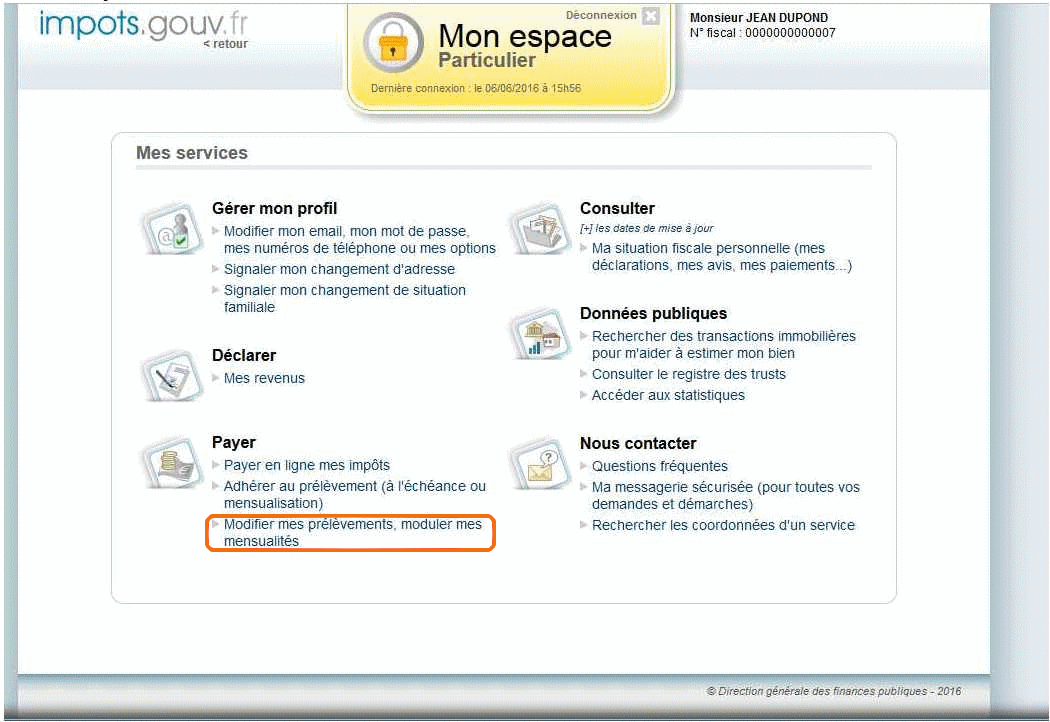 impots.gouv.fr
< retour
Déconnexion
Mon espace
Particulier
Dernière connexion : le 06/06/2016 à 15h56
Monsieur JEAN DUPOND
N° fiscal : 0000000000007
Mes services
Gérer mon profil
Modifier mon email, mon mot de passe,
mes numéros de téléphone ou mes options
Signaler mon changement d'adresse
Signaler mon changement de situation
familiale
Déclarer
Mes revenus
Payer
Payer en ligne mes impôts
Adhérer au prélèvement (à l'échéance ou
mensualisation)
Modifier mes prélèvements, moduler mes
mensualités
Consulter
[+] les dates de mise à jour
Ma situation fiscale personnelle (mes
déclarations, mes avis, mes paiements...)
Données publiques
Rechercher des transactions immobilières
pour m'aider à estimer mon bien
Consulter le registre des trusts
Accéder aux statistiques
Nous contacter
Questions fréquentes
Ma messagerie sécurisée (pour toutes vos
demandes et démarches)
Rechercher les coordonnées d'un service
© Direction générale des finances publiques - 2016